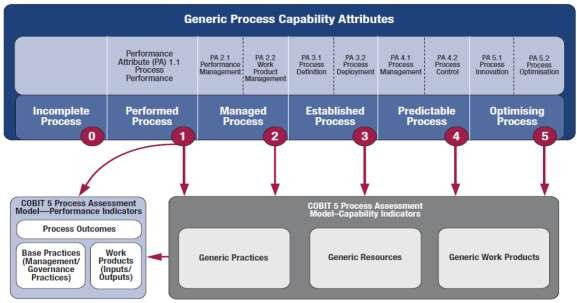 Generic Process Capability Attributes
Performance
Attribute (PA) 1.1
Process
Performance
PA 2.1
Performance
Management
PA 2.2
Work
Product
Management
PA 3.1
Process
Definition
PA 3.2
Process
Deployment
PA 4.1
Process
Management
PA 4.2
Process
Control
PA 5.1
Process
Innovation
PA 5.2
Process
Optimisation
Incomplete
Process
0
Performed
Process
1
Managed
Process
2
Established
Process
3
Predictable
Process
4
Optimising
Process
5
COBIT 5 Process Assessment
Model—Performance Indicators
Process Outcomes
Base Practices
(Management/
Governance
Practices)
Work
Products
(Inputs/
Outputs)
COBIT 5 Process Assessment
Model–Capability Indicators
Generic Practices
Generic Resources
Generic Work Products